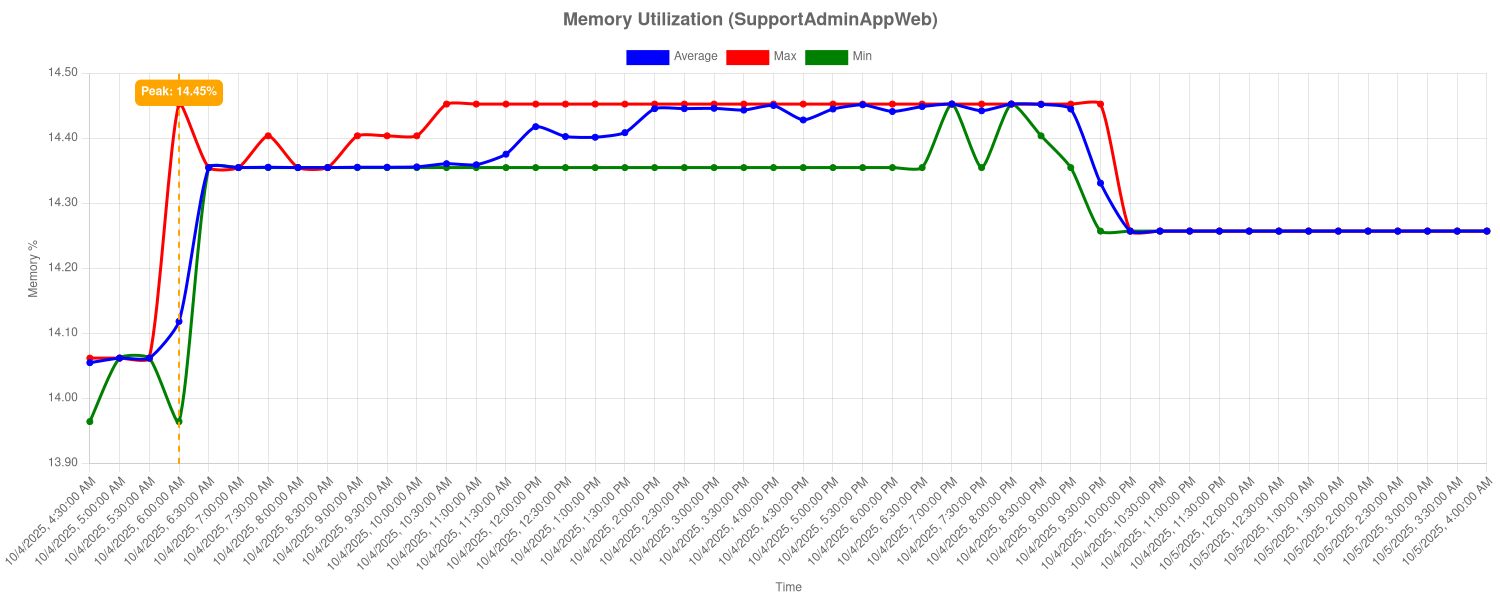 Memory Utilization (SupportAdminAppWeb)
Average Max Min
14.50
Peak: 14.45%
14.40
14.30
14.20
14.10
14.00
13.90
Memory %
10/4/2025, 4:30:00 AM
10/4/2025, 5:00:00 AM
10/4/2025, 5:30:00 AM
10/4/2025, 6:00:00 AM
10/4/2025, 6:30:00 AM
10/4/2025, 7:00:00 AM
10/4/2025, 7:30:00 AM
10/4/2025, 8:00:00 AM
10/4/2025, 8:30:00 AM
10/4/2025, 9:00:00 AM
10/4/2025, 9:30:00 AM
10/4/2025, 10:00:00 AM
10/4/2025, 10:30:00 AM
10/4/2025, 11:00:00 AM
10/4/2025, 11:30:00 AM
10/4/2025, 12:00:00 PM
10/4/2025, 12:30:00 PM
10/4/2025, 1:00:00 PM
10/4/2025, 1:30:00 PM
10/4/2025, 2:00:00 PM
10/4/2025, 2:30:00 PM
10/4/2025, 3:00:00 PM
10/4/2025, 3:30:00 PM
10/4/2025, 4:00:00 PM
10/4/2025, 4:30:00 PM
10/4/2025, 5:00:00 PM
10/4/2025, 5:30:00 PM
10/4/2025, 6:00:00 PM
10/4/2025, 6:30:00 PM
10/4/2025, 7:00:00 PM
10/4/2025, 7:30:00 PM
10/4/2025, 8:00:00 PM
10/4/2025, 8:30:00 PM
10/4/2025, 9:00:00 PM
10/4/2025, 9:30:00 PM
10/4/2025, 10:00:00 PM
10/4/2025, 10:30:00 PM
10/4/2025, 11:00:00 PM
10/4/2025, 11:30:00 PM
10/5/2025, 12:00:00 AM
10/5/2025, 12:30:00 AM
10/5/2025, 1:00:00 AM
10/5/2025, 1:30:00 AM
10/5/2025, 2:00:00 AM
10/5/2025, 2:30:00 AM
10/5/2025, 3:00:00 AM
10/5/2025, 3:30:00 AM
10/5/2025, 4:00:00 AM
Time